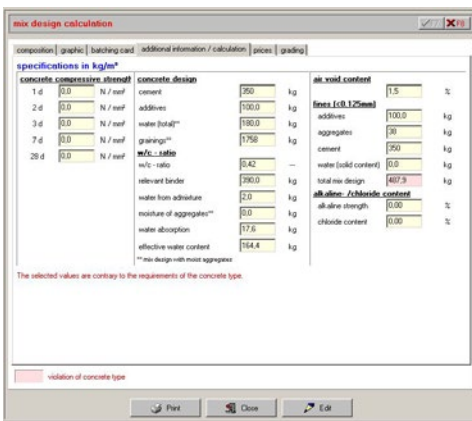 mix design calculation
composition graphic batching card additional information / calculation prices grading
specifications in kg/m³
concrete compressive strength
1 d 0,0 N / mm²
2 d 0,0 N / mm²
3 d 0,0 N / mm²
7 d 0,0 N / mm²
28 d 0,0 N / mm²
concrete design
cement 350 kg
additives 100,0 kg
water (total)** 180,0 kg
grainings** 1758 kg
w/c - ratio
w/c - ratio 0,42 ---
relevant binder 390,0 kg
water from admixture 2,0 kg
moisture of aggregates** 0,0 kg
water absorption 17,6 kg
effective water content 164,4 kg
** mix design with moist aggregates
air void content
1,5 %
fines (<0.125mm)
additives 100,0 kg
aggregates 38 kg
cement 350 kg
water (solid content) 0,0 kg
total mix design 487,9 kg
alkaline- /chloride content
alkaline strength 0,00 %
chloride content 0,00 %
The selected values are contrary to the requirements of the concrete type.
violation of concrete type
Print Close Edit